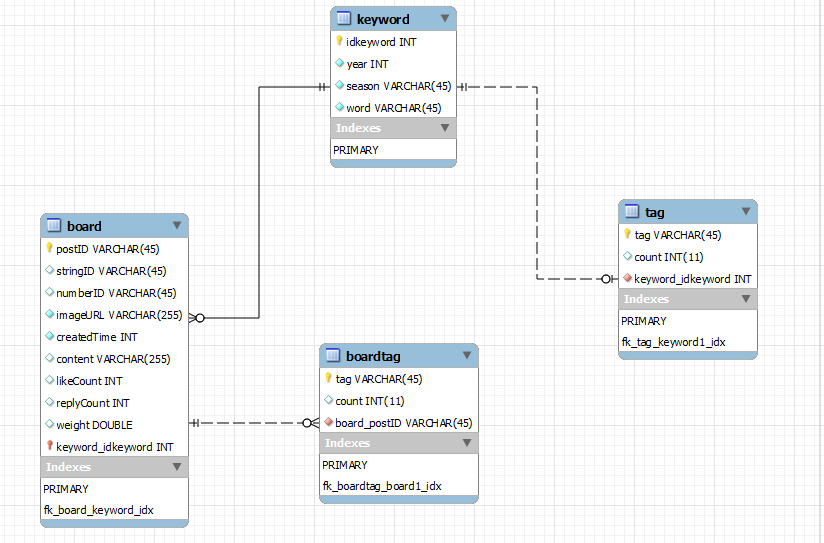 keyword
idkeyword INT
year INT
season VARCHAR(45)
word VARCHAR(45)
Indexes
PRIMARY
board
postID VARCHAR(45)
stringID VARCHAR(45)
numberID VARCHAR(45)
imageURL VARCHAR(255)
createdTime INT
content VARCHAR(255)
likeCount INT
replyCount INT
weight DOUBLE
keyword_idkeyword INT
Indexes
PRIMARY
fk_board_keyword_idx
boardtag
tag VARCHAR(45)
count INT(11)
board_postID VARCHAR(45)
Indexes
PRIMARY
fk_boardtag_board1_idx
tag
tag VARCHAR(45)
count INT(11)
keyword_idkeyword INT
Indexes
PRIMARY
fk_tag_keyword1_idx